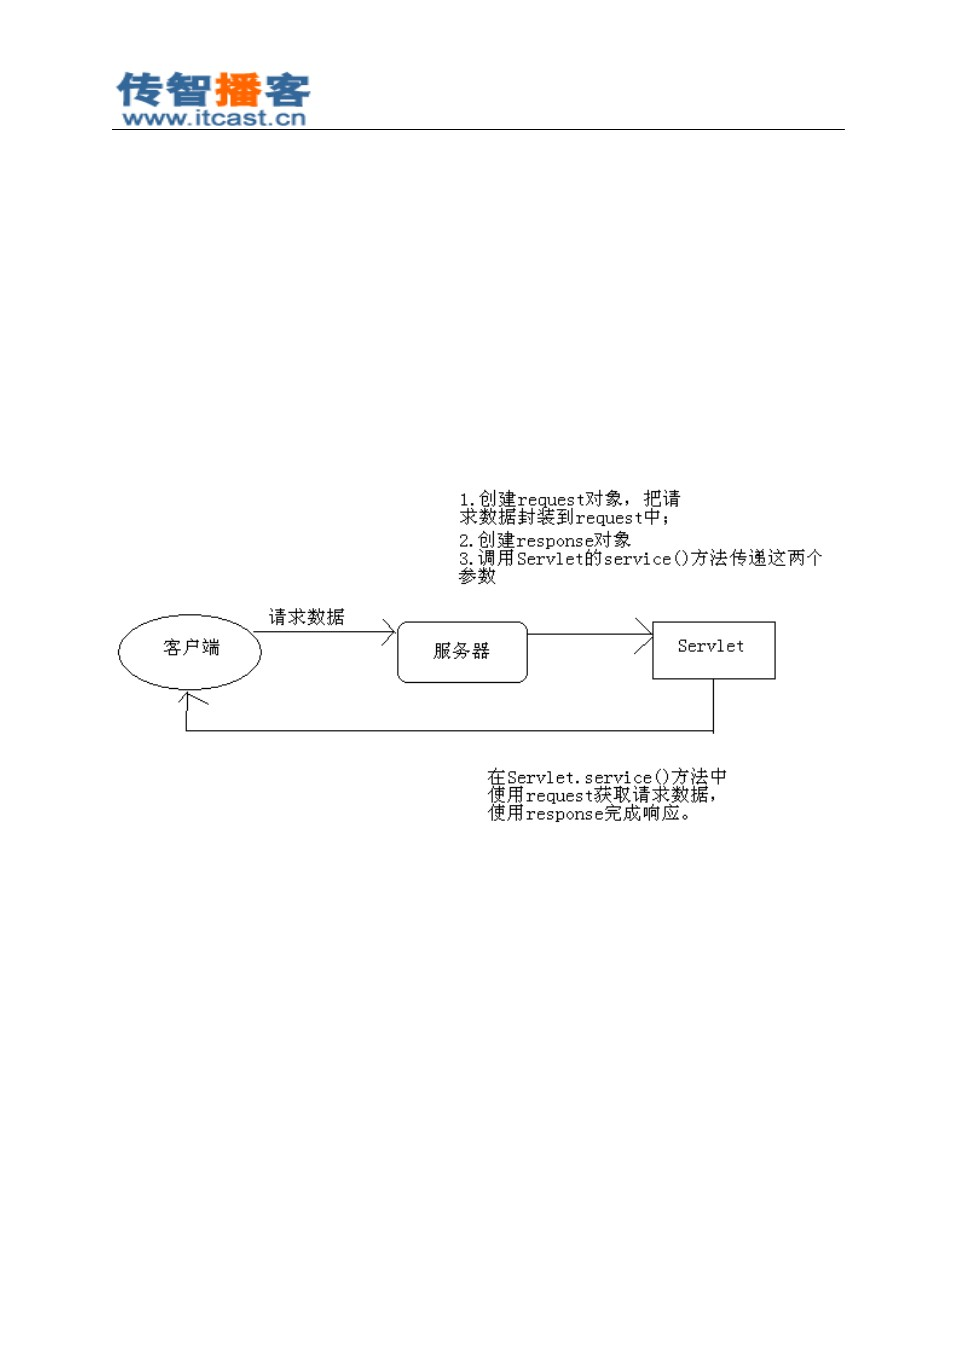 传智播客
www.itcast.cn
1.创建request对象，把请
求数据封装到request中；
2.创建response对象
3.调用Servlet的service()方法传递这两个
参数
请求数据
客户端
服务器
Servlet
在Servlet.service()方法中
使用request获取请求数据，
使用response完成响应。